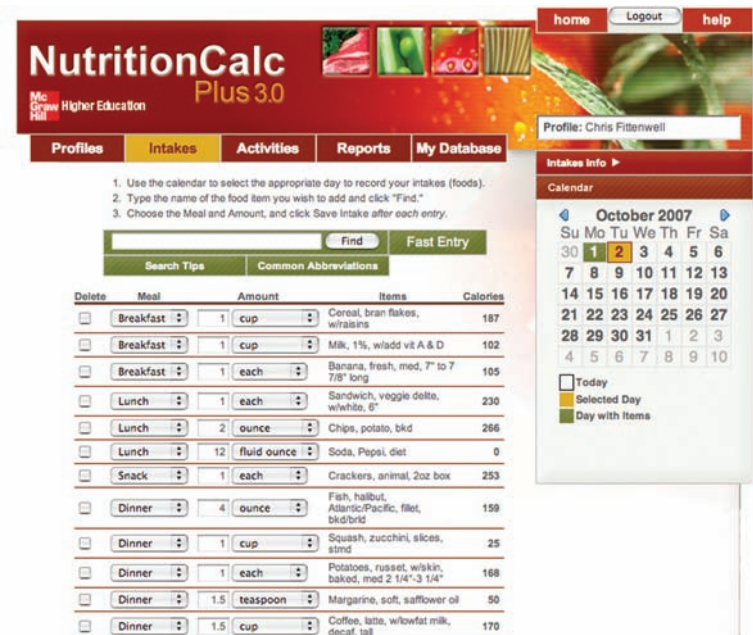 home Logout help
NutritionCalc
Plus 3.0
Mc
Graw
Hill
Higher Education
Profile: Chris Fittenwell
Profiles Intakes Activities Reports My Database
Intakes Info
Calendar
1. Use the calendar to select the appropriate day to record your intakes (foods).
2. Type the name of the food item you wish to add and click "Find."
3. Choose the Meal and Amount, and click Save Intake after each entry.
Find Fast Entry
Search Tips Common Abbreviations
Delete Meal Amount Items Calories
Breakfast 1 cup Cereal, bran flakes,
w/raisins 187
Breakfast 1 cup Milk, 1%, w/add vit A & D 102
Breakfast 1 each Banana, fresh, med, 7" to 7
7/8" long 105
Lunch 1 each Sandwich, veggie delite,
w/white, 6" 230
Lunch 2 ounce Chips, potato, bkd 266
Lunch 12 fluid ounce Soda, Pepsi, diet 0
Snack 1 each Crackers, animal, 2oz box 253
Dinner 4 ounce Fish, halibut,
Atlantic/Pacific, fillet,
bkd/brld 159
Dinner 1 cup Squash, zucchini, slices,
stmd 25
Dinner 1 each Potatoes, russet, w/skin,
baked, med 2 1/4"-3 1/4" 168
Dinner 1.5 teaspoon Margarine, soft, safflower oil 50
Dinner 1.5 cup Coffee, latte, w/lowfat milk,
decaf, tall 170
October 2007
Su Mo Tu We Th Fr Sa
30 1 2 3 4 5 6
7 8 9 10 11 12 13
14 15 16 17 18 19 20
21 22 23 24 25 26 27
28 29 30 31 1 2 3
4 5 6 7 8 9 10
Today
Selected Day
Day with Items